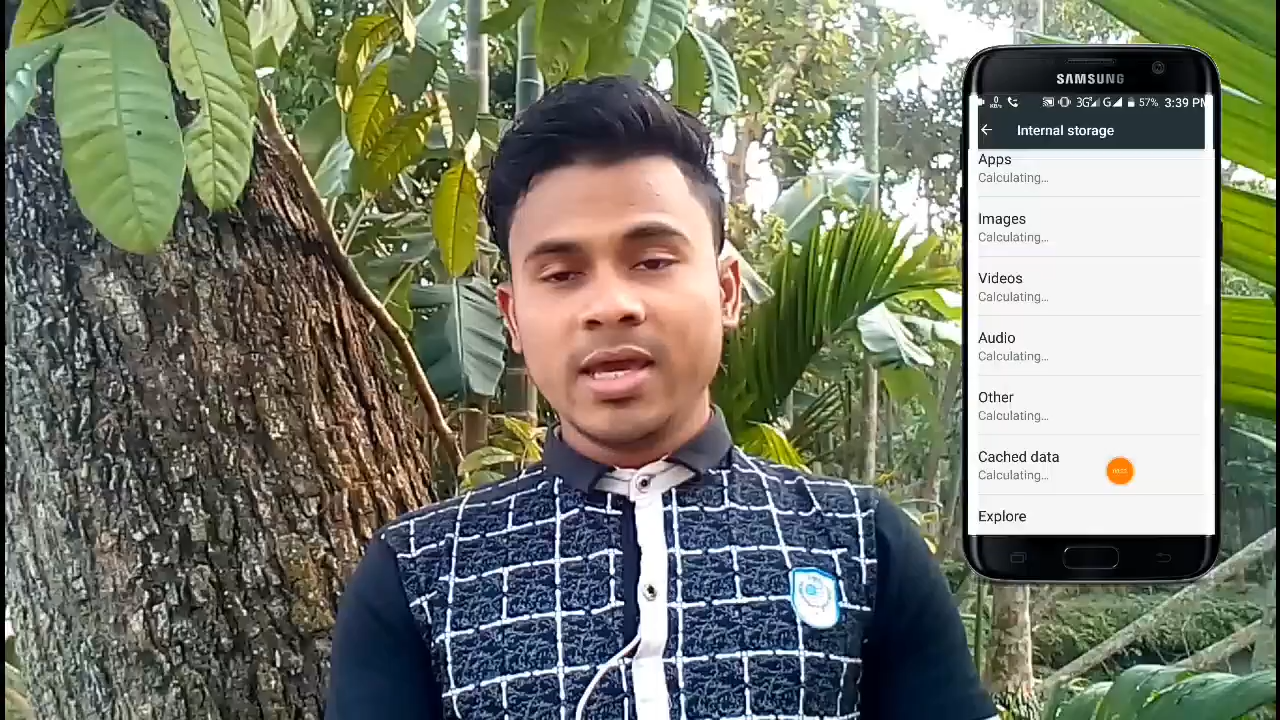 SAMSUNG
3G G 57% 3:39 PM
Internal storage
Apps
Calculating...
Images
Calculating...
Videos
Calculating...
Audio
Calculating...
Other
Calculating...
Cached data
Calculating...
Explore